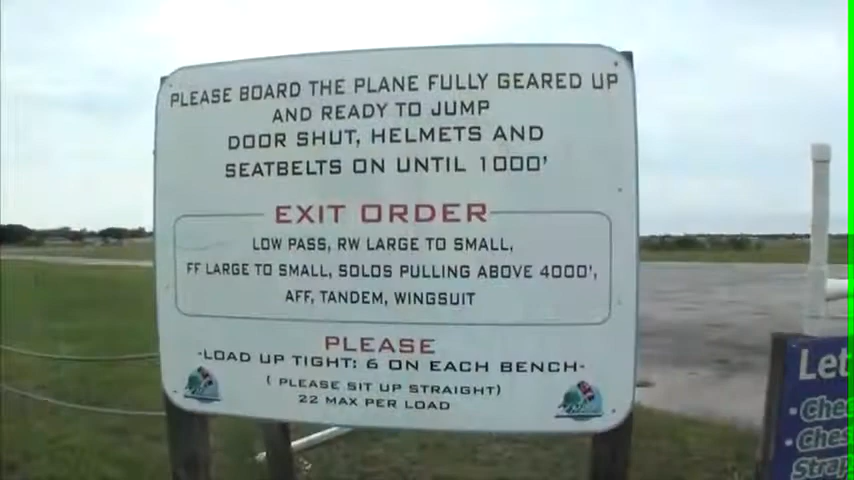 PLEASE BOARD THE PLANE FULLY GEARED UP
AND READY TO JUMP
DOOR SHUT, HELMETS AND
SEATBELTS ON UNTIL 1000'
EXIT ORDER
LOW PASS, RW LARGE TO SMALL,
FF LARGE TO SMALL, SOLOS PULLING ABOVE 4000',
AFF, TANDEM, WINGSUIT
PLEASE
-LOAD UP TIGHT: 6 ON EACH BENCH-
( PLEASE SIT UP STRAIGHT)
22 MAX PER LOAD
Let
• Che
• Ches
Strap